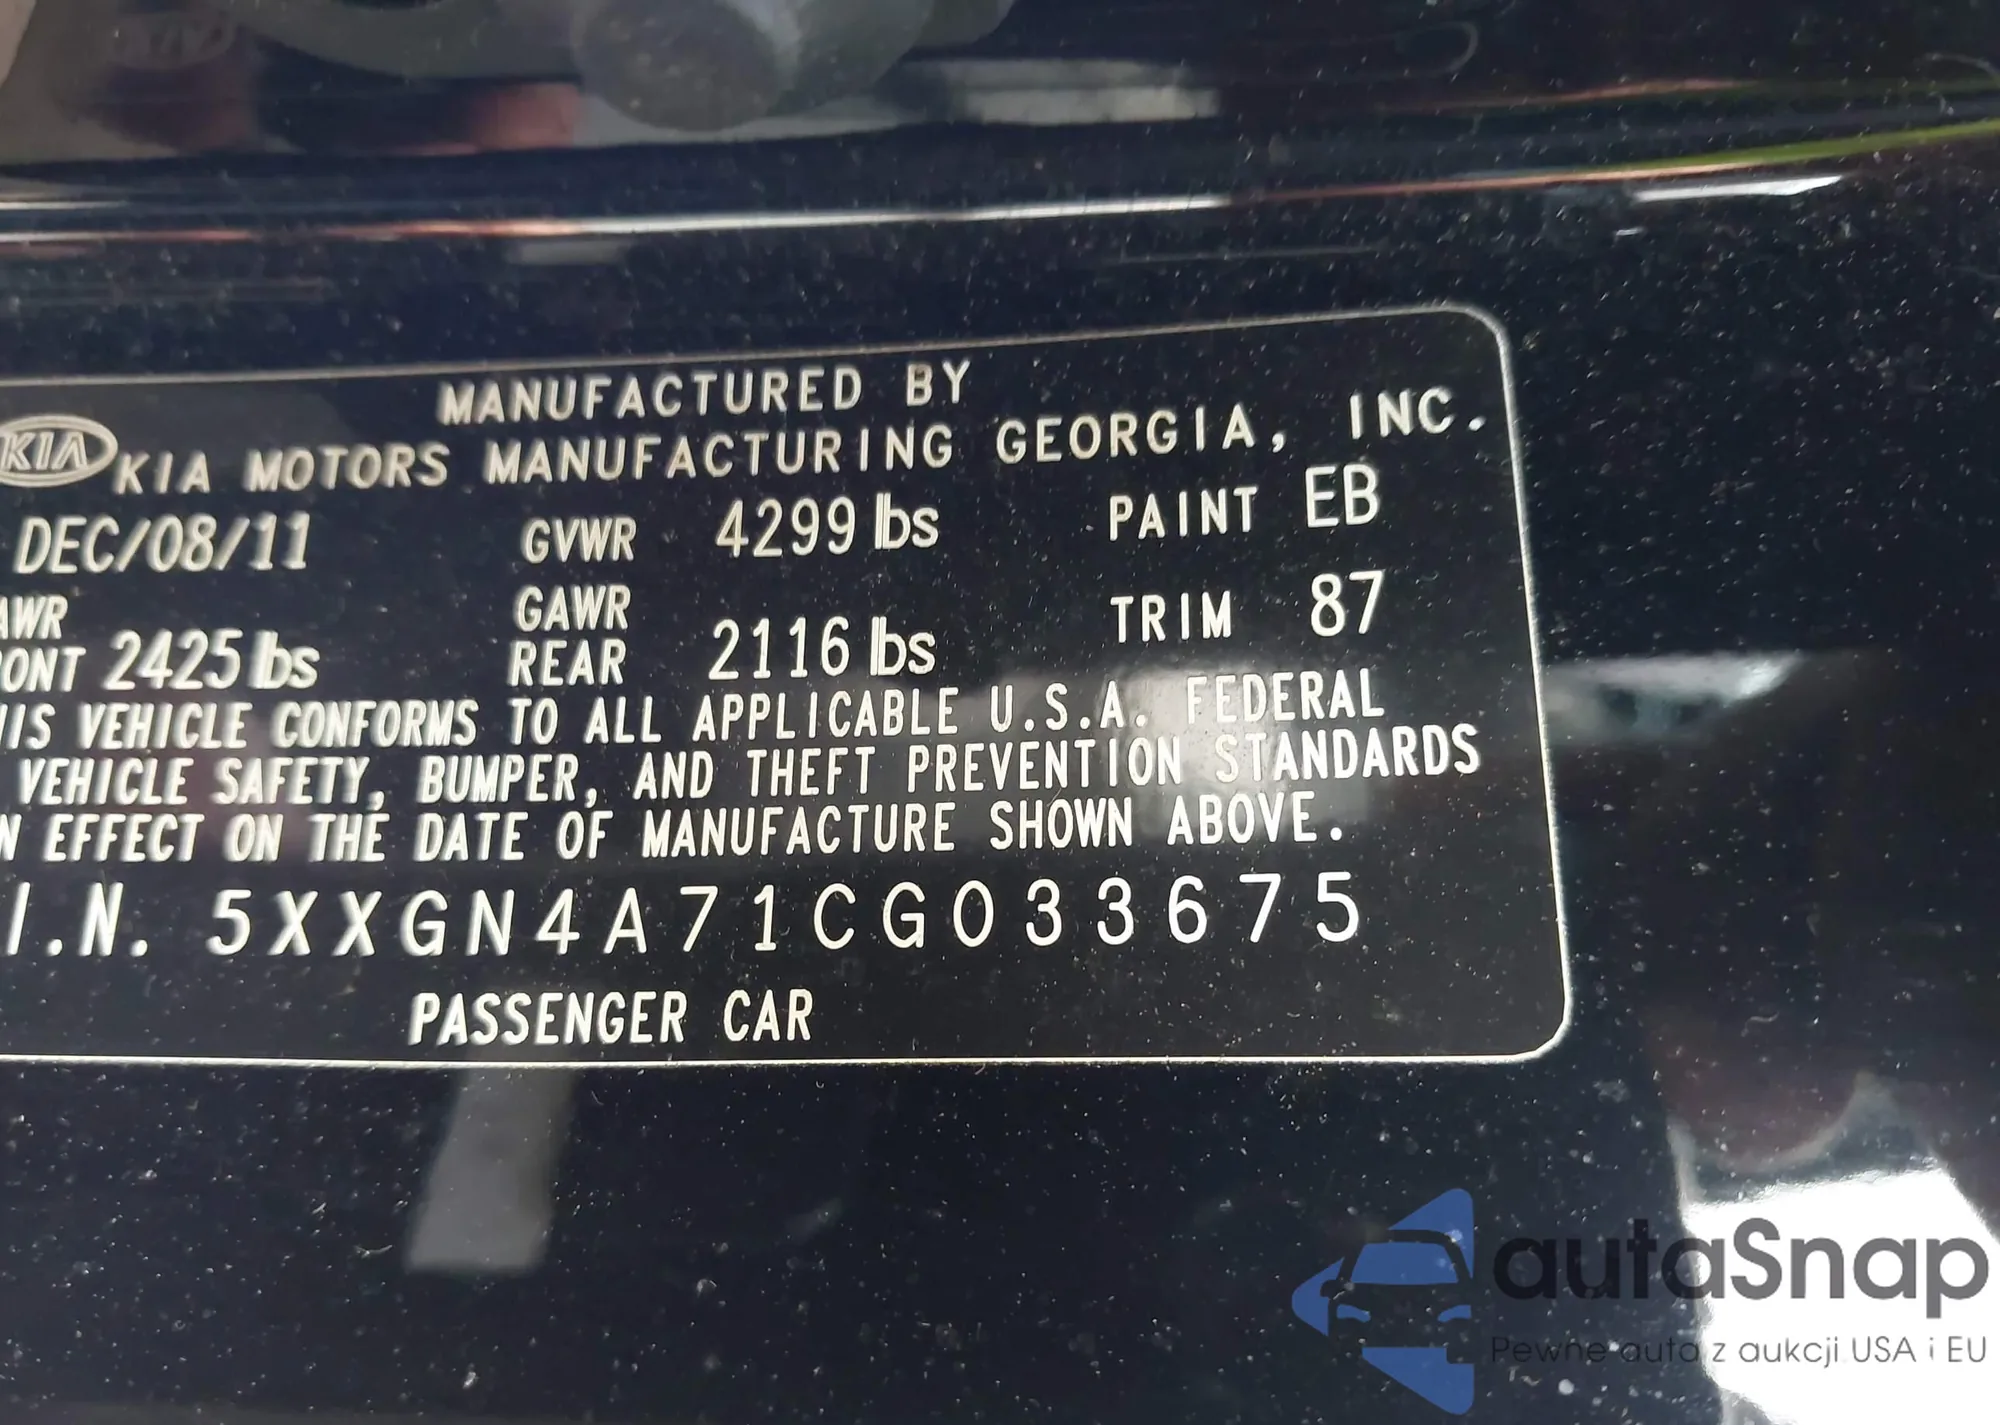 MANUFACTURED BY
KIA KIA MOTORS MANUFACTURING GEORGIA, INC.
DEC/08/11 GVWR 4299 lbs PAINT EB
AWR GAWR
ONT 2425 lbs REAR 2116 lbs TRIM 87
HIS VEHICLE CONFORMS TO ALL APPLICABLE U.S.A. FEDERAL
VEHICLE SAFETY, BUMPER, AND THEFT PREVENTION STANDARDS
N EFFECT ON THE DATE OF MANUFACTURE SHOWN ABOVE.
I.N. 5XXGN4A71CG033675
PASSENGER CAR
autaSnap
Pewne auta z aukcji USA i EU